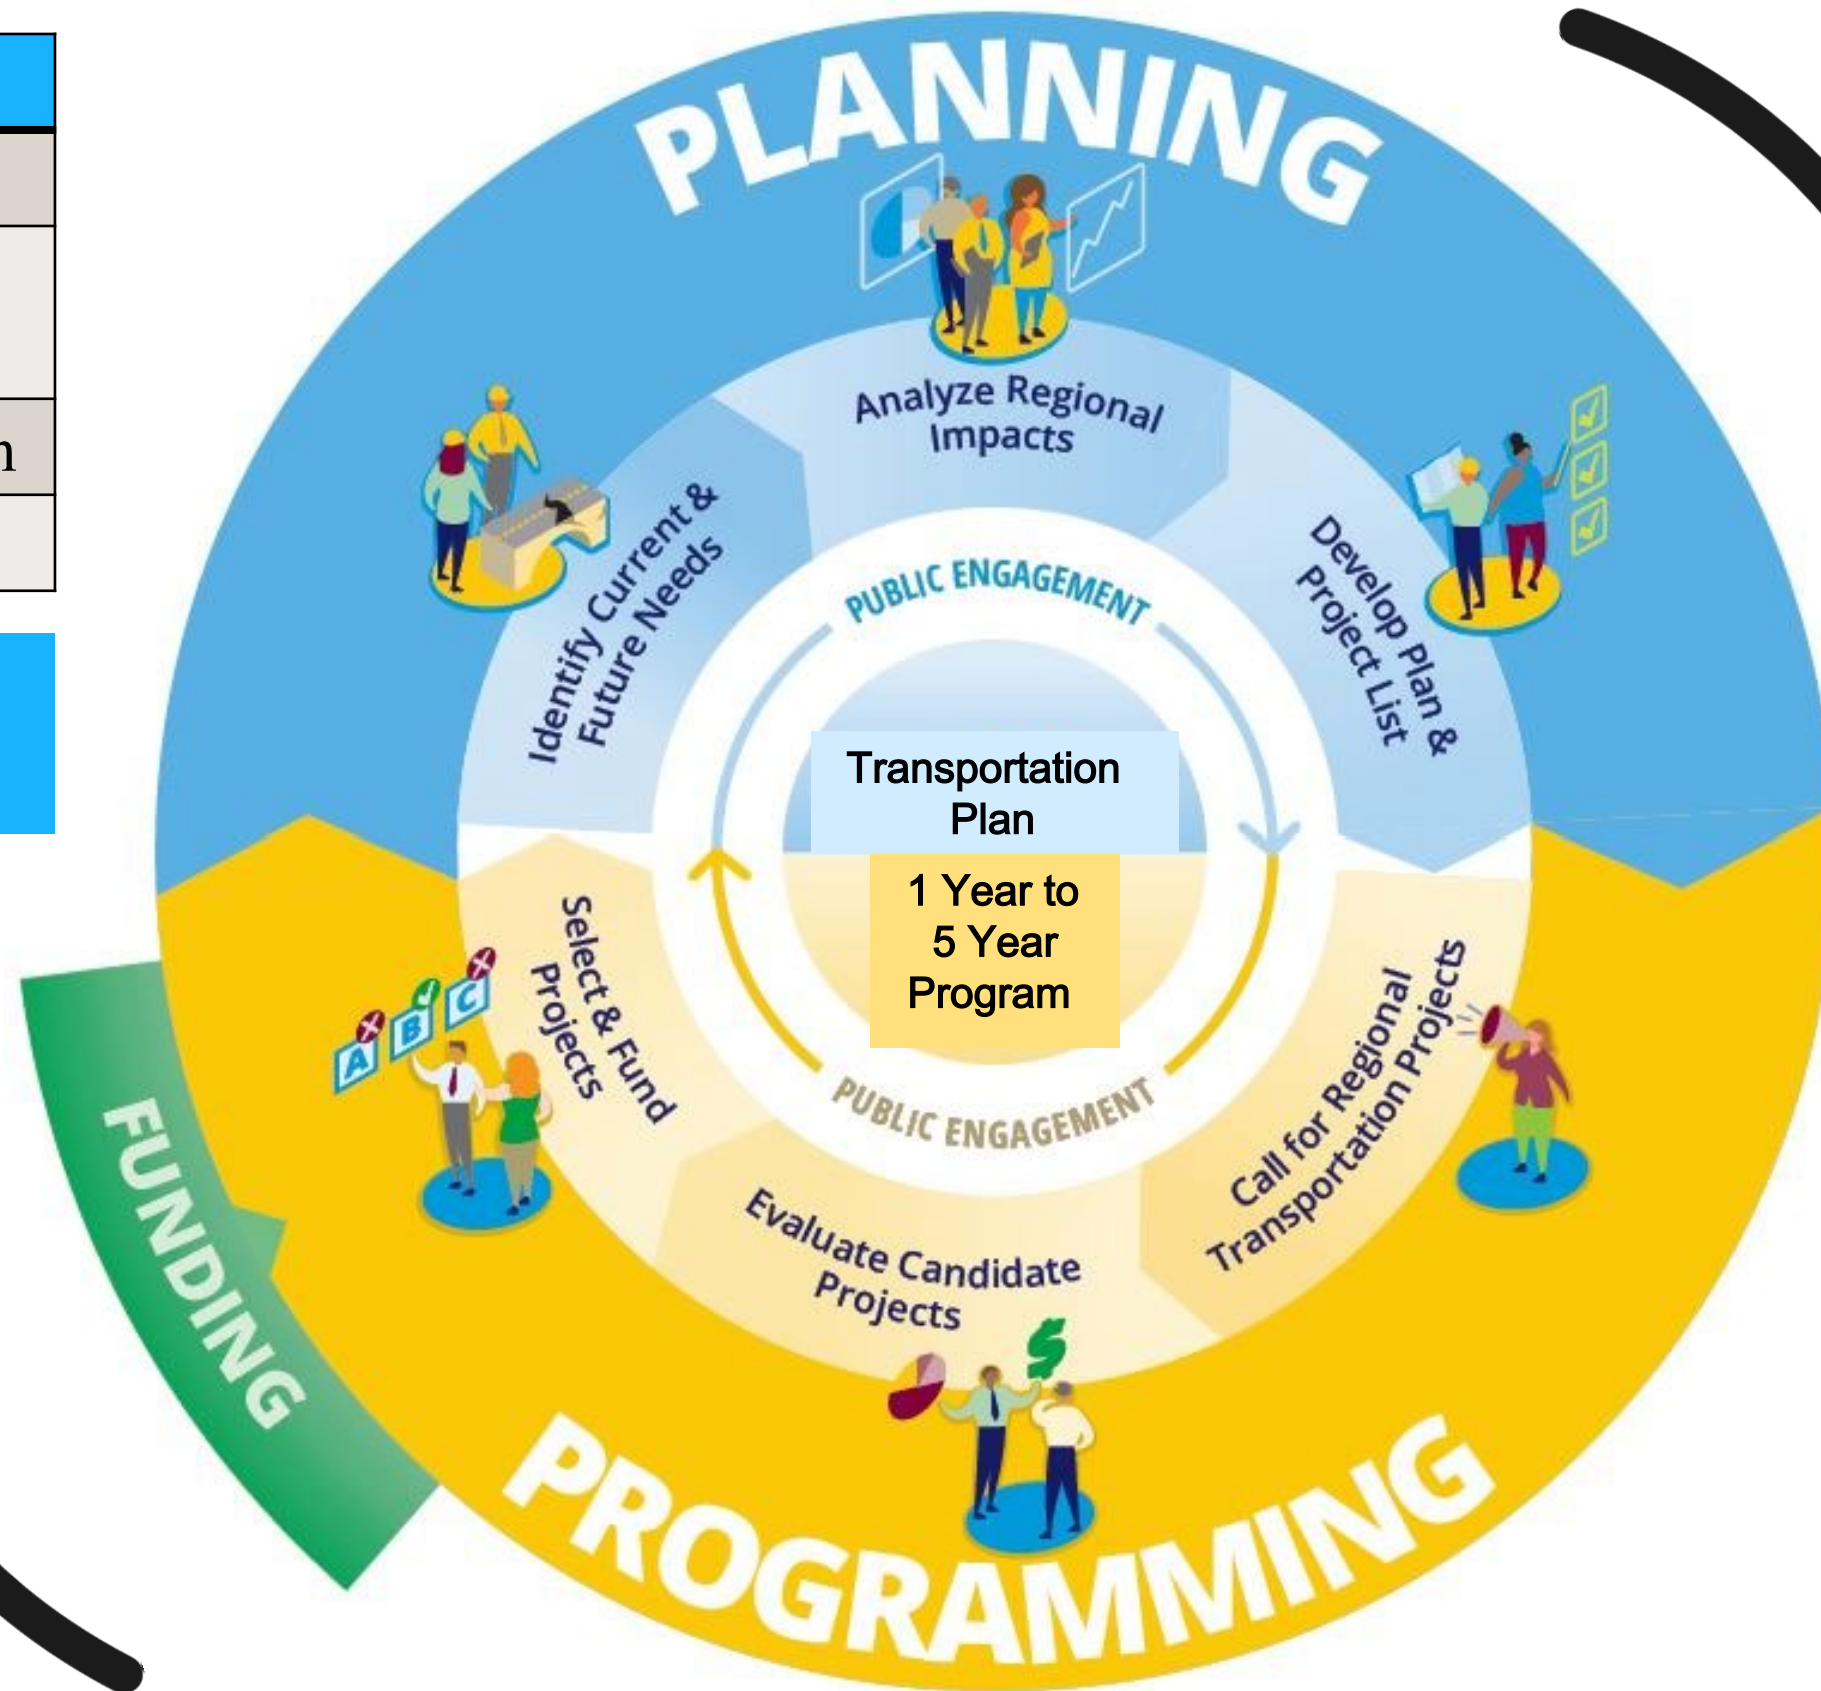 n
PLANNING
Analyze Regional
Impacts
Identify Current &
Future Needs
Develop Plan &
Project List
PUBLIC ENGAGEMENT
Transportation
Plan
1 Year to
5 Year
Program
PUBLIC ENGAGEMENT
Select & Fund
Projects
A
B
C
Call for Regional
Transportation Projects
Evaluate Candidate
Projects
$
FUNDING
PROGRAMMING